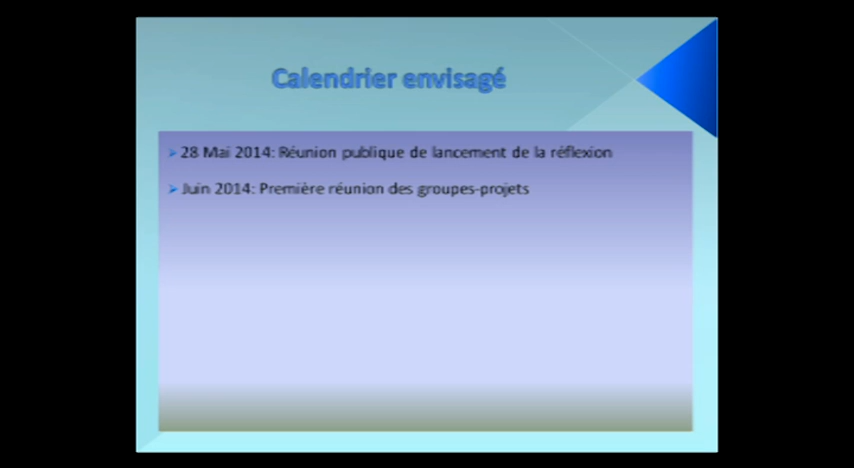 Calendrier envisagé
➢ 28 Mai 2014: Réunion publique de lancement de la réflexion
➢ Juin 2014: Première réunion des groupes-projets